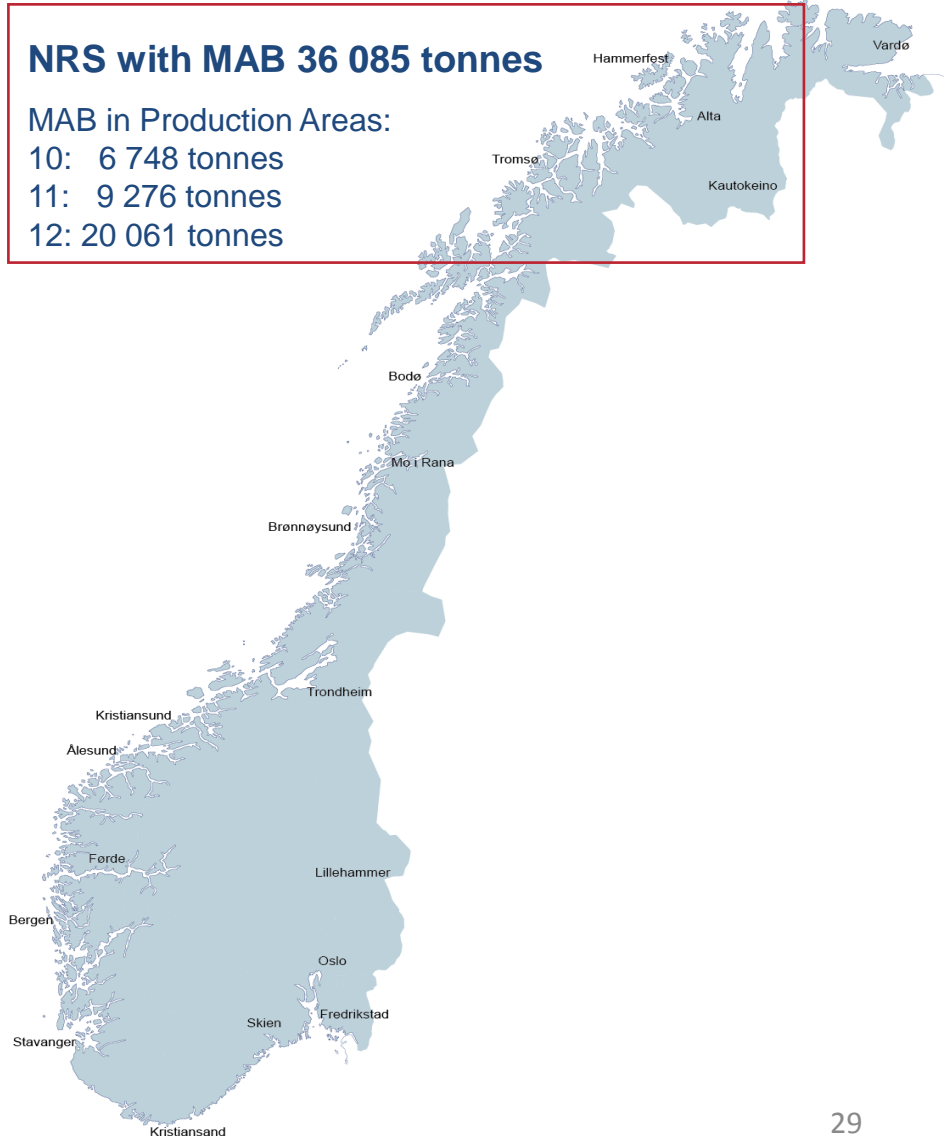 NRS with MAB 36 085 tonnes
MAB in Production Areas:
10: 6 748 tonnes
11: 9 276 tonnes
12: 20 061 tonnes
Vardø
Hammerfest
Alta
Tromsø
Kautokeino
Bodø
Mo i Rana
Brønnøysund
Trondheim
Kristiansund
Ålesund
Førde
Lillehammer
Bergen
Oslo
Fredrikstad
Skien
Stavanger
Kristiansand
29